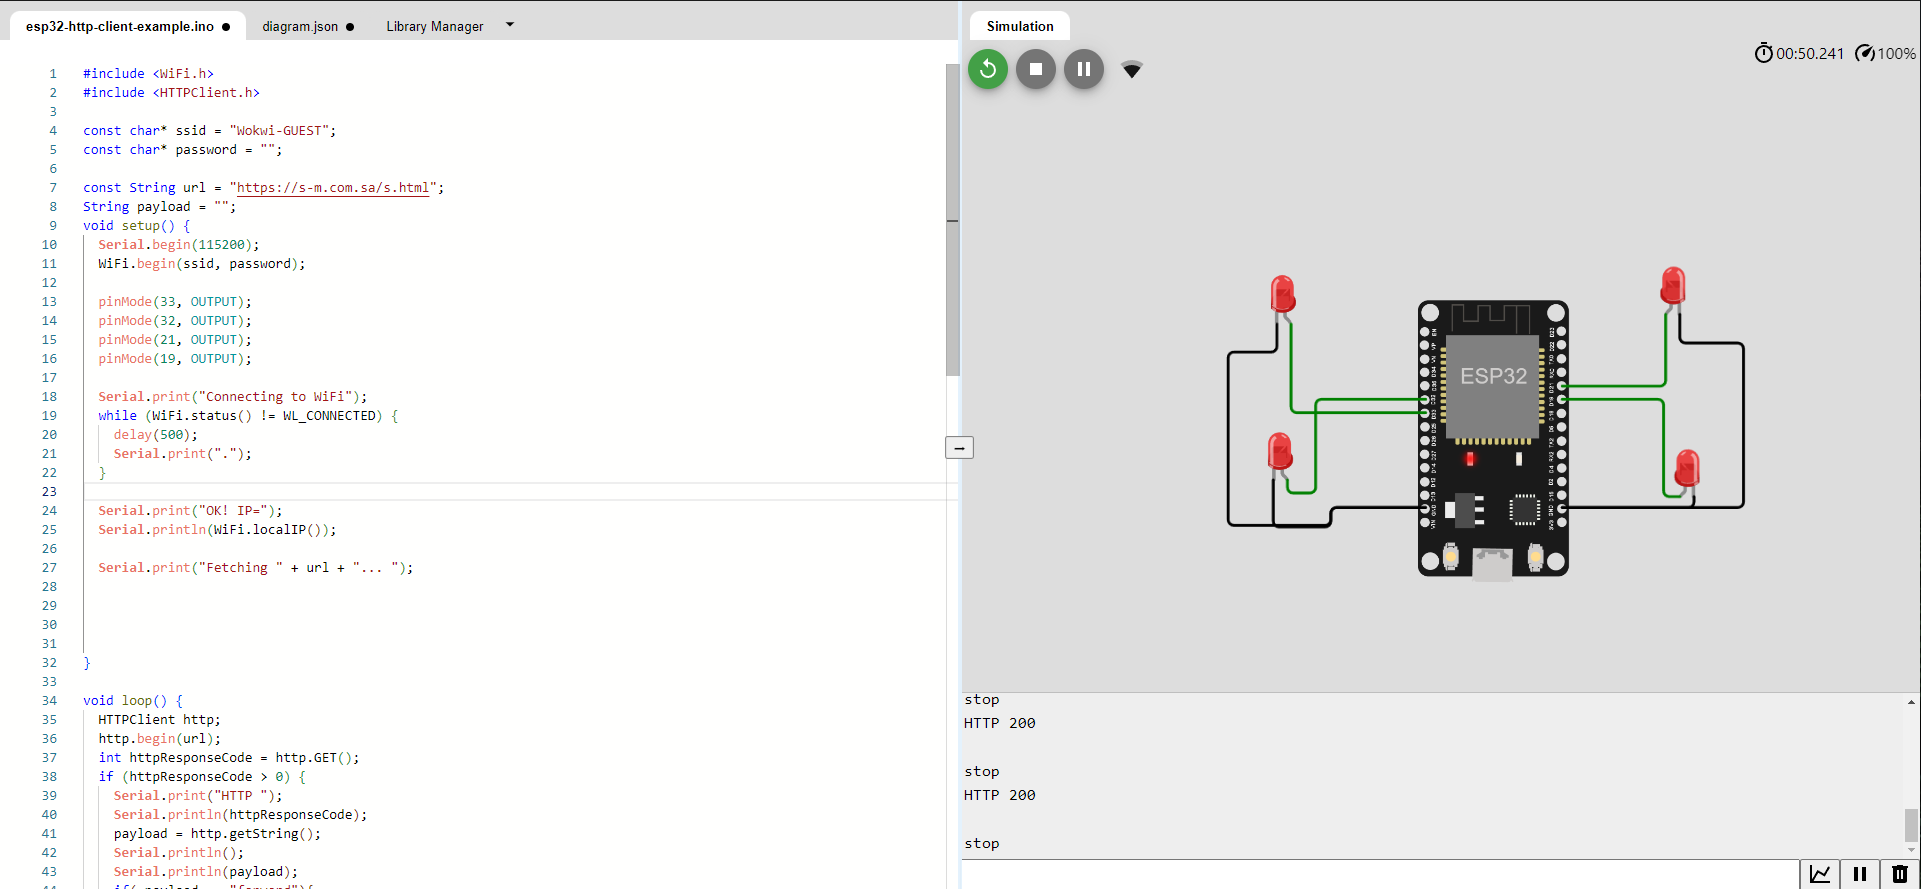 esp32-http-client-example.ino ●
diagram.json ●
Library Manager
1 #include <WiFi.h>
2 #include <HTTPClient.h>
3
4 const char* ssid = "Wokwi-GUEST";
5 const char* password = "";
6
7 const String url = "https://s-m.com.sa/s.html";
8 String payload = "";
9 void setup() {
10 Serial.begin(115200);
11 WiFi.begin(ssid, password);
12
13 pinMode(33, OUTPUT);
14 pinMode(32, OUTPUT);
15 pinMode(21, OUTPUT);
16 pinMode(19, OUTPUT);
17
18 Serial.print("Connecting to WiFi");
19 while (WiFi.status() != WL_CONNECTED) {
20 delay(500);
21 Serial.print(".");
22 }
23
24 Serial.print("OK! IP=");
25 Serial.println(WiFi.localIP());
26
27 Serial.print("Fetching " + url + "... ");
28
29
30
31
32 }
33
34 void loop() {
35 HTTPClient http;
36 http.begin(url);
37 int httpResponseCode = http.GET();
38 if (httpResponseCode > 0) {
39 Serial.print("HTTP ");
40 Serial.println(httpResponseCode);
41 payload = http.getString();
42 Serial.println();
43 Serial.println(payload);
Simulation
00:50.241
100%
ESP32
stop
HTTP 200
stop
HTTP 200
stop